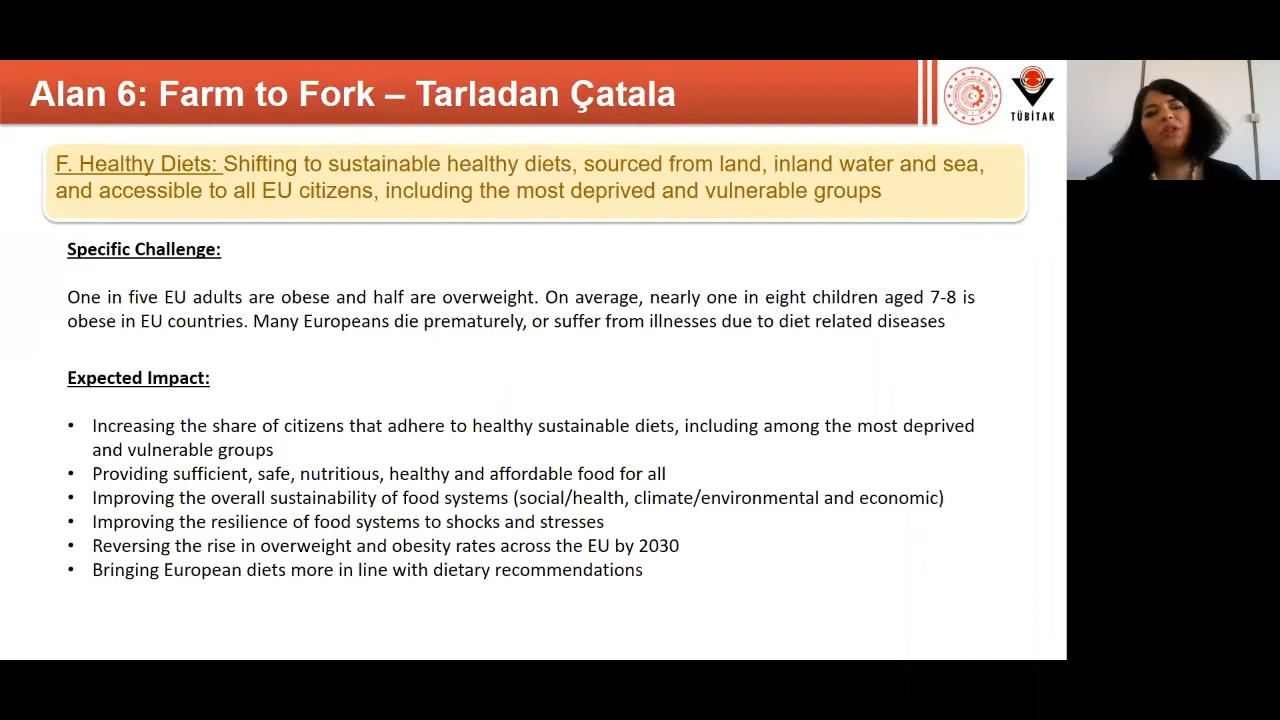 Alan 6: Farm to Fork – Tarladan Çatala
TÜBİTAK
F. Healthy Diets: Shifting to sustainable healthy diets, sourced from land, inland water and sea,
and accessible to all EU citizens, including the most deprived and vulnerable groups
Specific Challenge:
One in five EU adults are obese and half are overweight. On average, nearly one in eight children aged 7-8 is
obese in EU countries. Many Europeans die prematurely, or suffer from illnesses due to diet related diseases
Expected Impact:
• Increasing the share of citizens that adhere to healthy sustainable diets, including among the most deprived
and vulnerable groups
• Providing sufficient, safe, nutritious, healthy and affordable food for all
• Improving the overall sustainability of food systems (social/health, climate/environmental and economic)
• Improving the resilience of food systems to shocks and stresses
• Reversing the rise in overweight and obesity rates across the EU by 2030
• Bringing European diets more in line with dietary recommendations